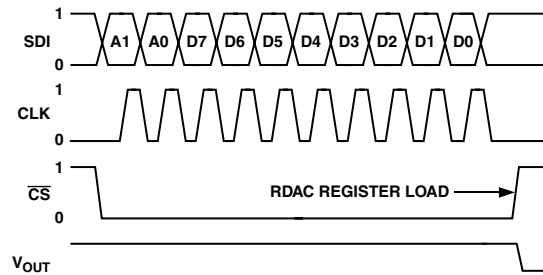 1
SDI A1 A0 D7 D6 D5 D4 D3 D2 D1 D0
0
1
CLK
0
1
CS RDAC REGISTER LOAD
0
VOUT